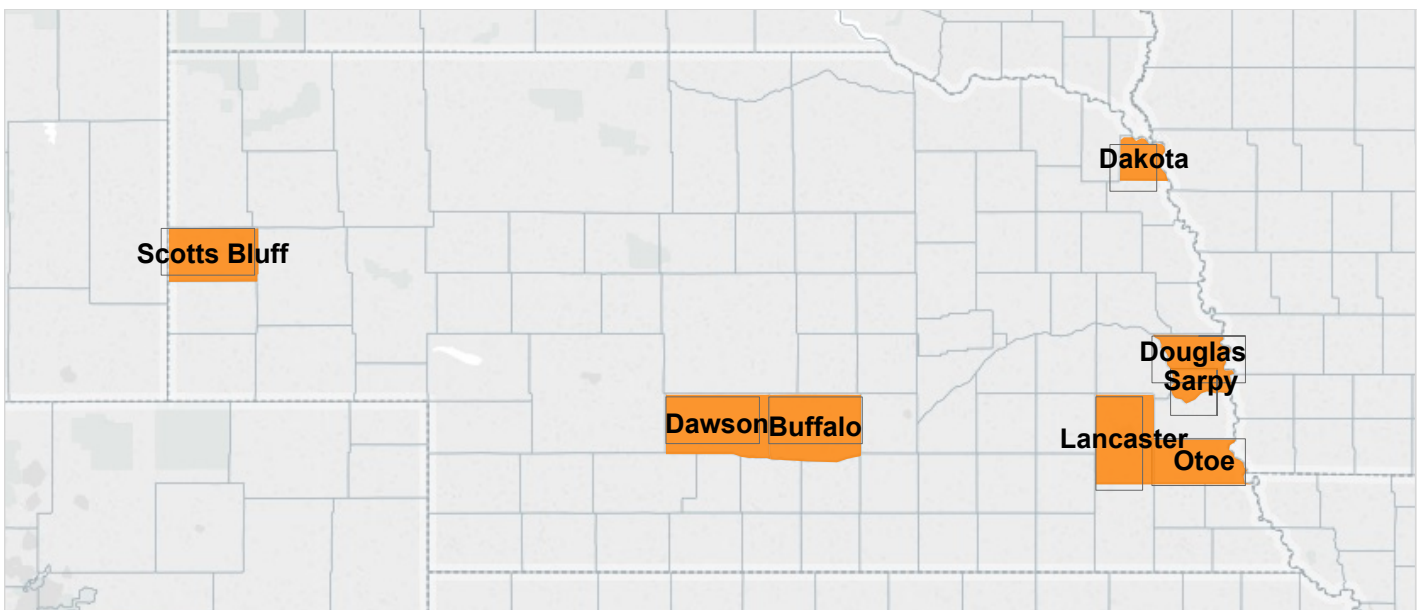 Dakota
Scotts Bluff
Douglas
Sarpy
Dawson
Buffalo
Lancaster
Otoe